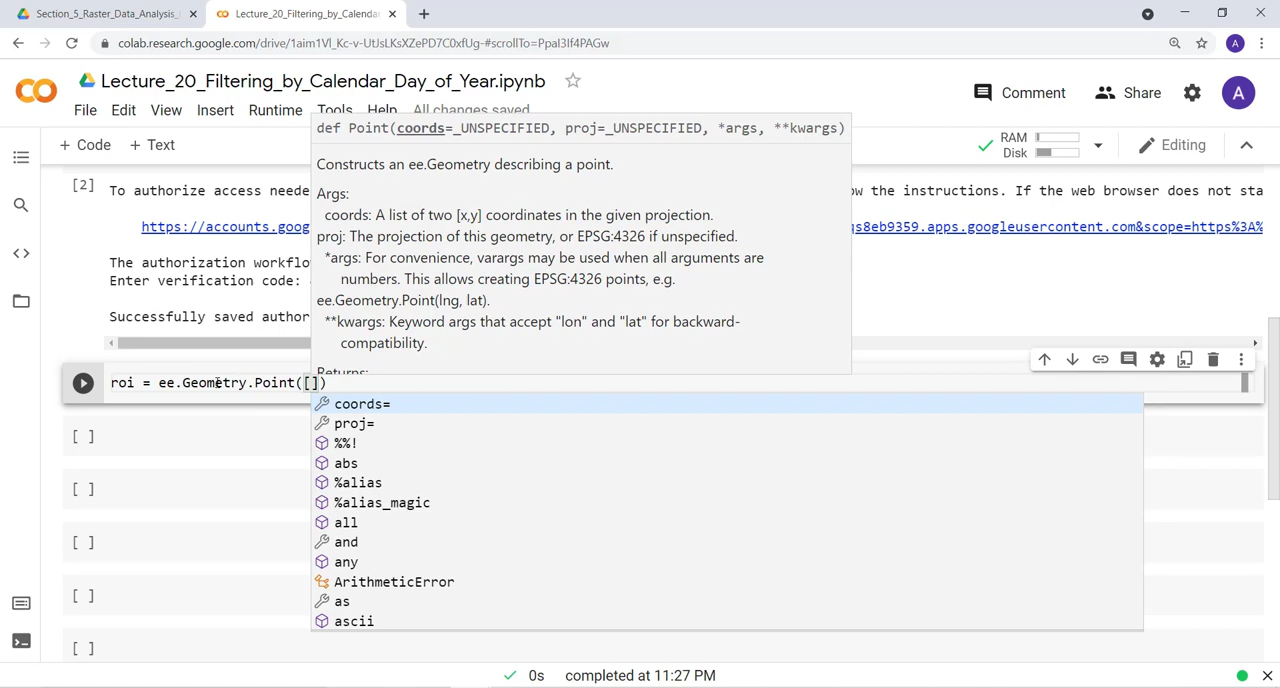 Section_5_Raster_Data_Analysis_
Lecture_20_Filtering_by_Calenda
colab.research.google.com/drive/1aim1Vl_Kc-v-UtJsLKsXZePD7C0xfUg-#scrollTo=PpaI3If4PAGw
A
Lecture_20_Filtering_by_Calendar_Day_of_Year.ipynb
File Edit View Insert Runtime Tools Help All changes saved
Comment Share A
+ Code + Text
RAM
Disk
Editing
def Point(coords=_UNSPECIFIED, proj=_UNSPECIFIED, *args, **kwargs)
Constructs an ee.Geometry describing a point.
Args:
coords: A list of two [x,y] coordinates in the given projection.
proj: The projection of this geometry, or EPSG:4326 if unspecified.
*args: For convenience, varargs may be used when all arguments are
numbers. This allows creating EPSG:4326 points, e.g.
ee.Geometry.Point(lng, lat).
**kwargs: Keyword args that accept "lon" and "lat" for backward-
compatibility.
Returns:
[2] To authorize access neede
ow the instructions. If the web browser does not sta
https://accounts.goog
qs8eb9359.apps.googleusercontent.com&scope=https%3A%
The authorization workflo
Enter verification code:
Successfully saved author
roi = ee.Geometry.Point([])
coords=
proj=
%%!
abs
%alias
%alias_magic
all
and
any
ArithmeticError
as
ascii
[ ]
[ ]
[ ]
[ ]
[ ]
0s completed at 11:27 PM